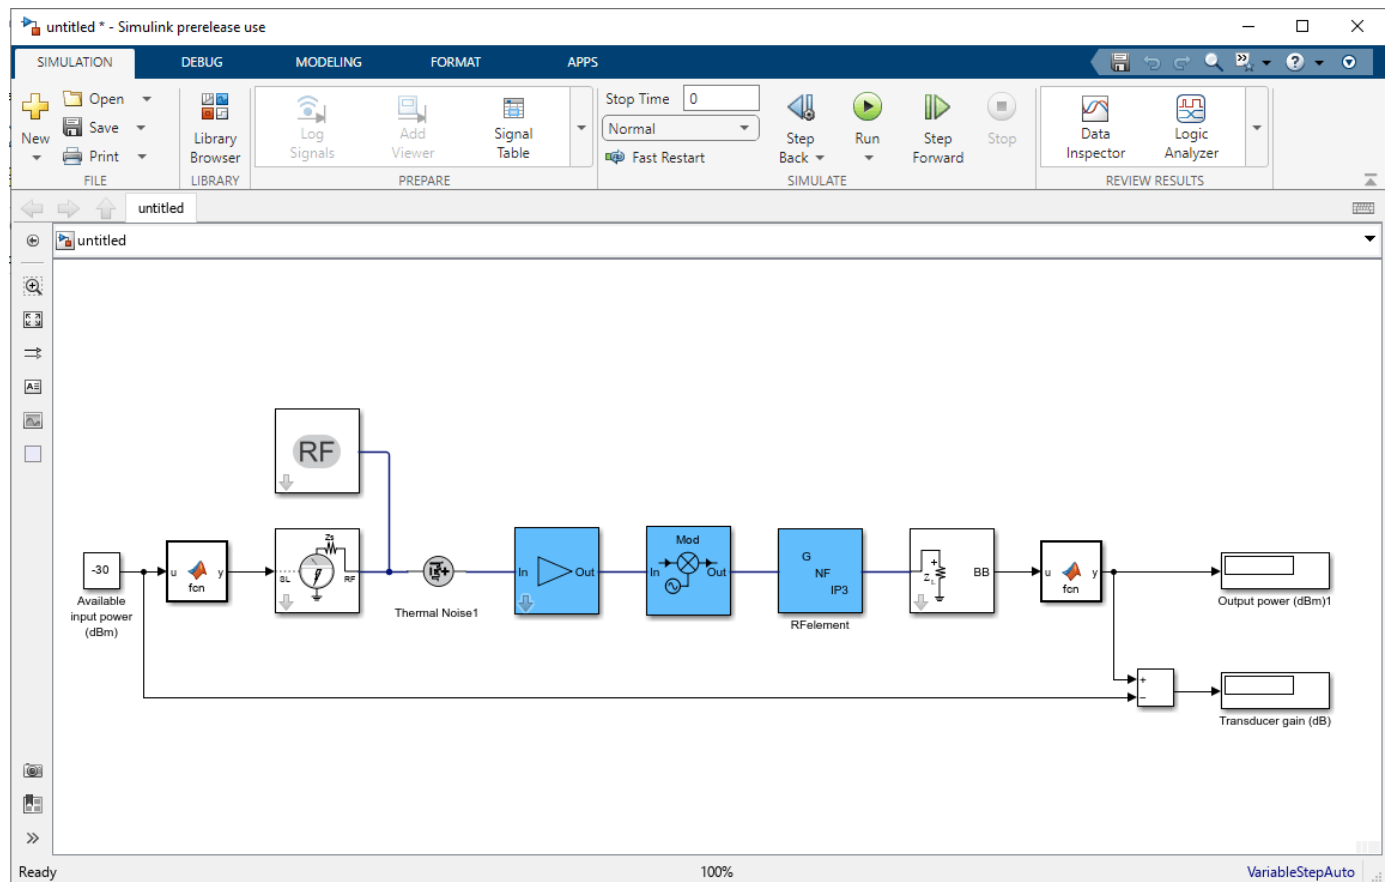 untitled * - Simulink prerelease use
SIMULATION
DEBUG
MODELING
FORMAT
APPS
New
Open
Save
Print
FILE
Library
Browser
LIBRARY
Log
Signals
Add
Viewer
Signal
Table
PREPARE
Stop Time 0
Normal
Fast Restart
Step
Back
Run
Step
Forward
Stop
SIMULATE
Data
Inspector
Logic
Analyzer
REVIEW RESULTS
untitled
untitled
RF
-30
Available
input power
(dBm)
u
y
fcn
Zs
SL
RF
Thermal Noise1
In
Out
Mod
In
Out
G
NF
IP3
RFelement
+
ZL
BB
u
y
fcn
Output power (dBm)1
+
−
Transducer gain (dB)
Ready
100%
VariableStepAuto